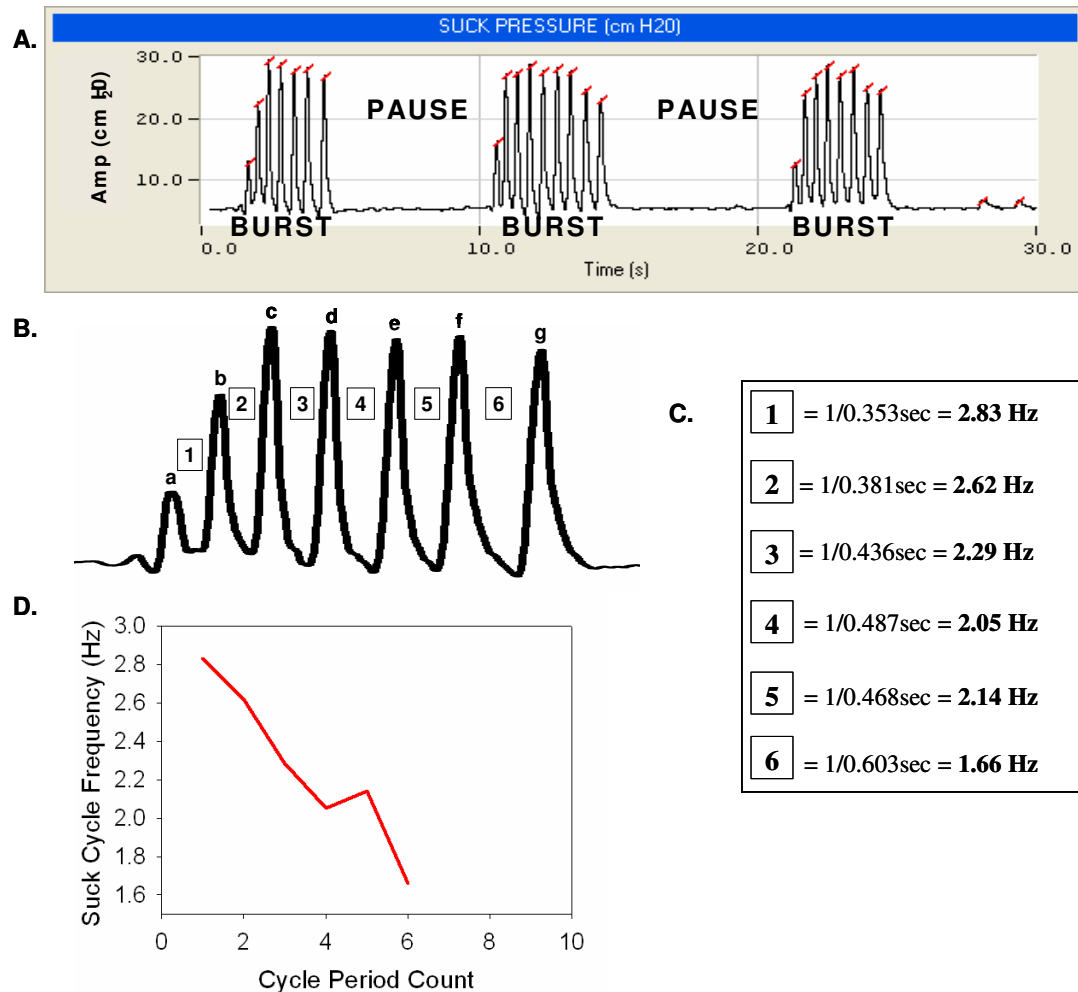 A.
SUCK PRESSURE (cm H20)
Amp (cm H2O)
30.0
20.0
10.0
PAUSE PAUSE
BURST BURST BURST
0.0 10.0 20.0 30.0
Time (s)
B.
a b c d e f g
1 2 3 4 5 6
C.
1 = 1/0.353sec = 2.83 Hz
2 = 1/0.381sec = 2.62 Hz
3 = 1/0.436sec = 2.29 Hz
4 = 1/0.487sec = 2.05 Hz
5 = 1/0.468sec = 2.14 Hz
6 = 1/0.603sec = 1.66 Hz
D.
Suck Cycle Frequency (Hz)
3.0
2.8
2.6
2.4
2.2
2.0
1.8
1.6
0 2 4 6 8 10
Cycle Period Count